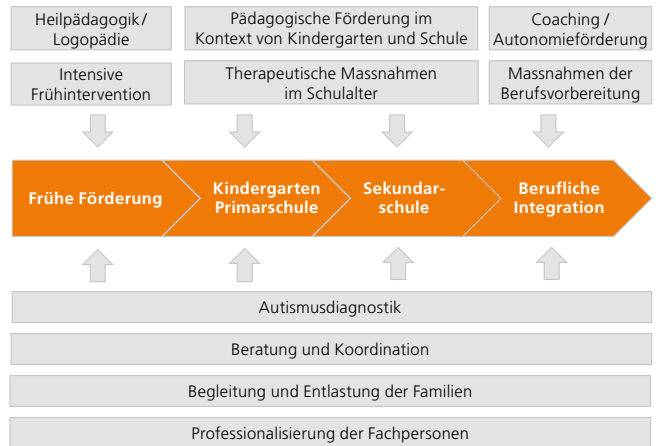 Heilpädagogik/
Logopädie
Pädagogische Förderung im
Kontext von Kindergarten und Schule
Coaching /
Autonomieförderung
Intensive
Frühintervention
Therapeutische Massnahmen
im Schulalter
Massnahmen der
Berufsvorbereitung
Frühe Förderung
Kindergarten
Primarschule
Sekundar-
schule
Berufliche
Integration
Autismusdiagnostik
Beratung und Koordination
Begleitung und Entlastung der Familien
Professionalisierung der Fachpersonen